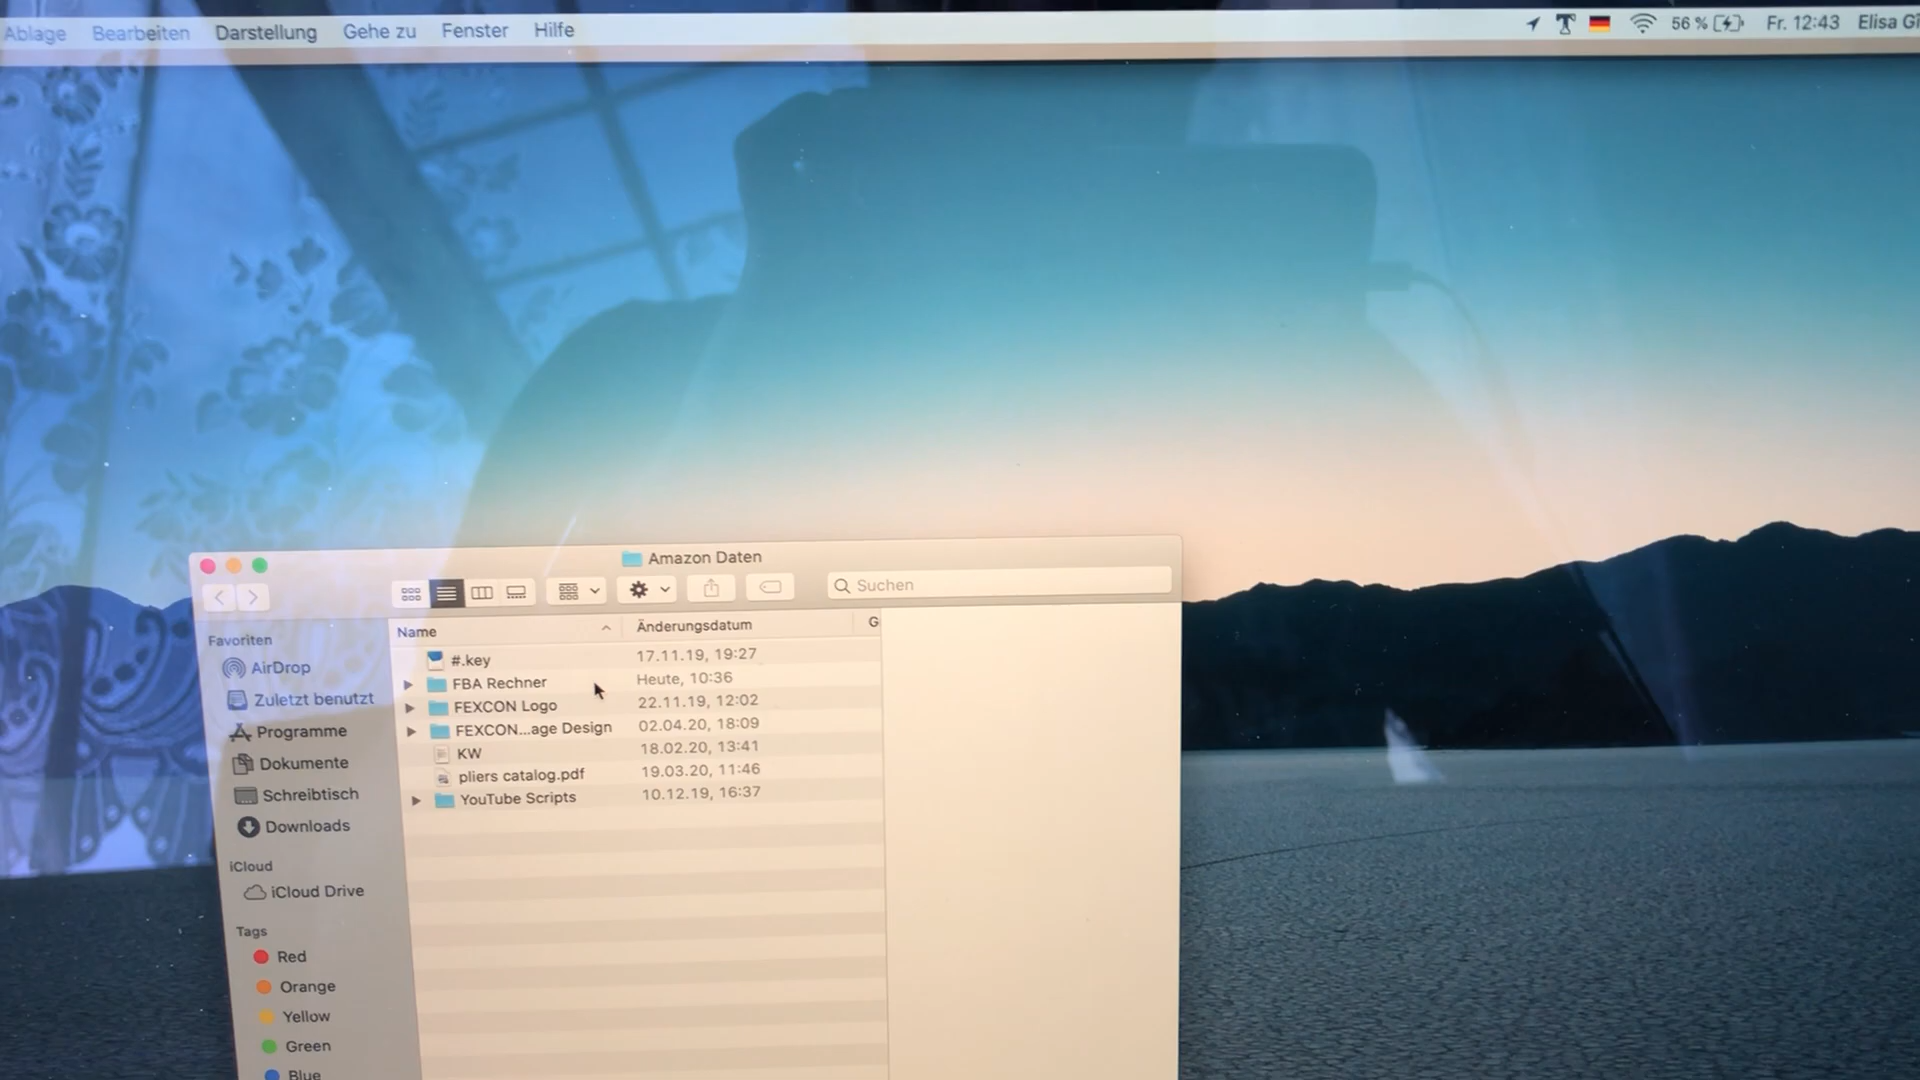 Ablage Bearbeiten Darstellung Gehe zu Fenster Hilfe
56 % Fr. 12:43 Elisa
Amazon Daten
Suchen
Favoriten
AirDrop
Zuletzt benutzt
Programme
Dokumente
Schreibtisch
Downloads
iCloud
iCloud Drive
Tags
Red
Orange
Yellow
Green
Blue
Name Änderungsdatum G
#.key 17.11.19, 19:27
FBA Rechner Heute, 10:36
FEXCON Logo 22.11.19, 12:02
FEXCON...age Design 02.04.20, 18:09
KW 18.02.20, 13:41
pliers catalog.pdf 19.03.20, 11:46
YouTube Scripts 10.12.19, 16:37